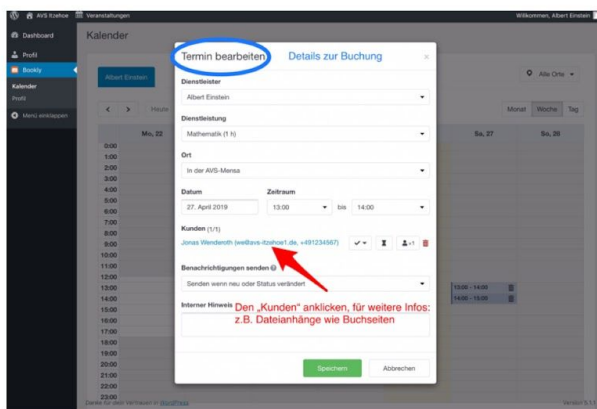 AVS Itzehoe
Veranstaltungen
Willkommen, Albert Einstein
Dashboard
Profil
Bookly
Kalender
Profil
Menü einklappen
Kalender
Albert Einstein
Alle Orte
< > Heute
Monat Woche Tag
Mo, 22
Sa, 27
So, 28
0:00
1:00
2:00
3:00
4:00
5:00
6:00
7:00
8:00
9:00
10:00
11:00
12:00
13:00
14:00
15:00
16:00
17:00
18:00
19:00
20:00
21:00
22:00
23:00
13:00 - 14:00
14:00 - 15:00
Termin bearbeiten
Details zur Buchung
×
Dienstleister
Albert Einstein
Dienstleistung
Mathematik (1 h)
Ort
In der AVS-Mensa
Datum Zeitraum
27. April 2019 13:00 bis 14:00
Kunden (1/1)
Jonas Wenderoth (we@avs-itzehoe1.de, +491234567)
+1
Benachrichtigungen senden
Senden wenn neu oder Status verändert
Interner Hinweis
Den „Kunden“ anklicken, für weitere Infos:
z.B. Dateianhänge wie Buchseiten
Speichern
Abbrechen
Danke für dein Vertrauen in WordPress.
Version 5.1.1